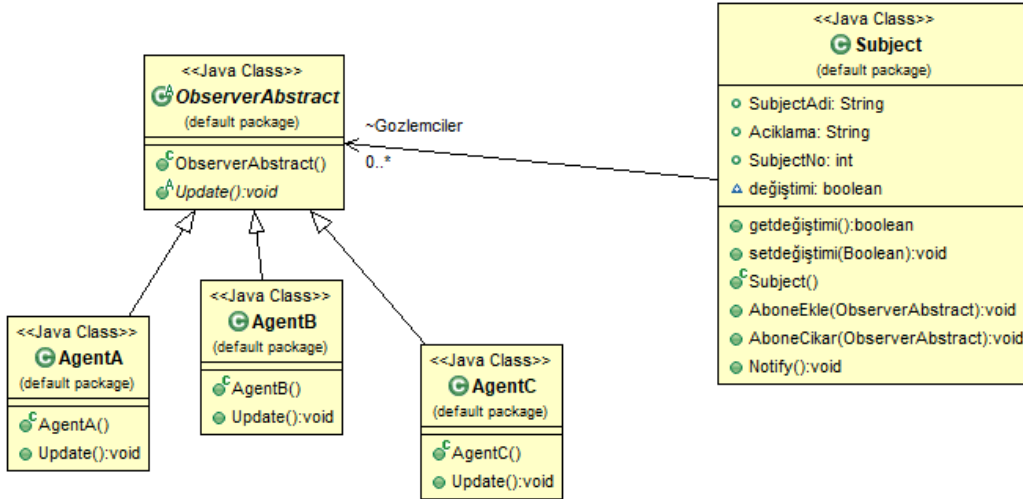 <<Java Class>>
ObserverAbstract
(default package)
ObserverAbstract()
Update():void
~Gozlemciler
0..*
<<Java Class>>
Subject
(default package)
SubjectAdi: String
Aciklama: String
SubjectNo: int
değiştimi: boolean
getdeğiştimi():boolean
setdeğiştimi(Boolean):void
Subject()
AboneEkle(ObserverAbstract):void
AboneCikar(ObserverAbstract):void
Notify():void
<<Java Class>>
AgentA
(default package)
AgentA()
Update():void
<<Java Class>>
AgentB
(default package)
AgentB()
Update():void
<<Java Class>>
AgentC
(default package)
AgentC()
Update():void